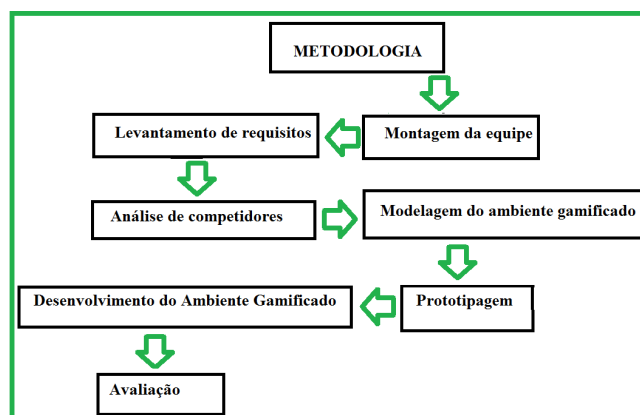 METODOLOGIA
Montagem da equipe
Levantamento de requisitos
Análise de competidores
Modelagem do ambiente gamificado
Prototipagem
Desenvolvimento do Ambiente Gamificado
Avaliação